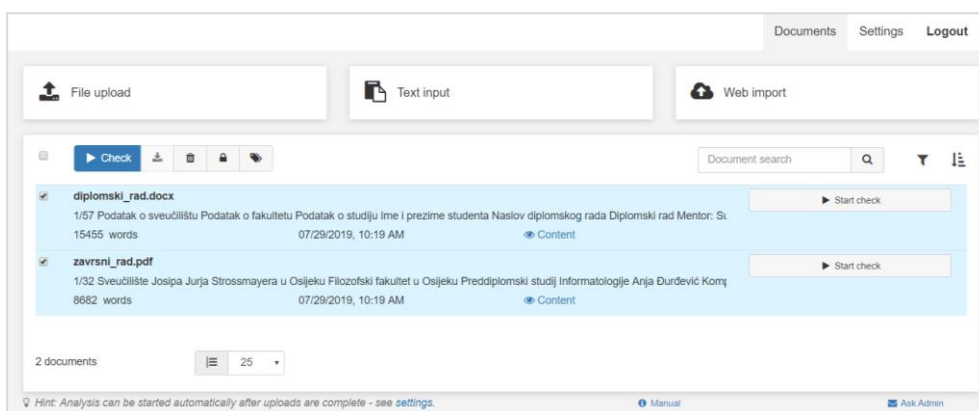 Documents Settings Logout
File upload Text input Web import
Check Document search
diplomski_rad.docx Start check
1/57 Podatak o sveučilištu Podatak o fakultetu Podatak o studiju Ime i prezime studenta Naslov diplomskog rada Diplomski rad Mentor:
15455 words 07/29/2019, 10:19 AM Content
zavrsni_rad.pdf Start check
1/32 Sveučilište Josipa Jurja Strossmayera u Osijeku Filozofski fakultet u Osijeku Preddiplomski studij Informatologije Anja Đurđević
8682 words 07/29/2019, 10:19 AM Content
2 documents 25
Hint: Analysis can be started automatically after uploads are complete - see settings. Manual Ask Admin